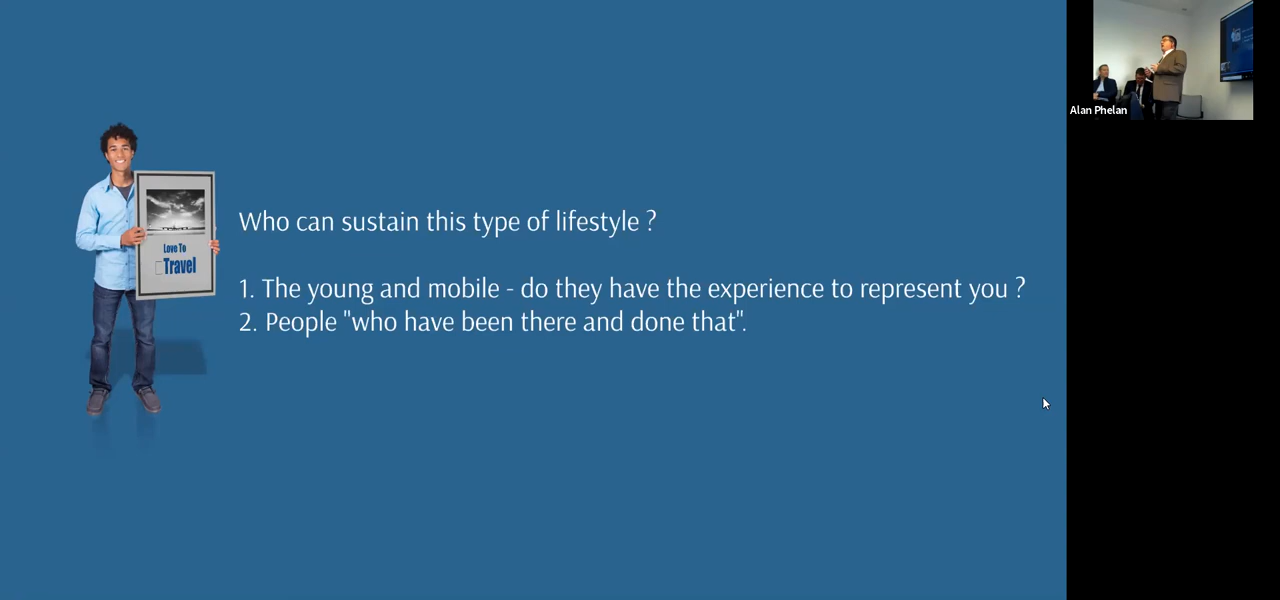 Who can sustain this type of lifestyle ?
1. The young and mobile - do they have the experience to represent you ?
2. People "who have been there and done that".
Love To
Travel
Alan Phelan